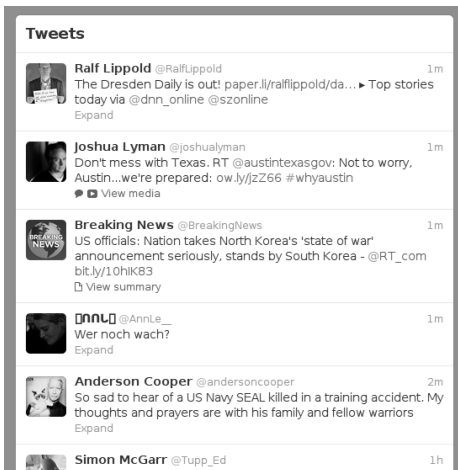 Tweets
Ralf Lippold @RalfLippold 1m
The Dresden Daily is out! paper.li/ralflippold/da... ▸ Top stories
today via @dnn_online @szonline
Expand
Joshua Lyman @joshualyman 1m
Don't mess with Texas. RT @austintexasgov: Not to worry,
Austin...we're prepared: ow.ly/jzZ66 #whyaustin
View media
BREAKING
NEWS
Breaking News @BreakingNews 1m
US officials: Nation takes North Korea's 'state of war'
announcement seriously, stands by South Korea - @RT_com
bit.ly/10hIK83
View summary
@AnnLe__ 1m
Wer noch wach?
Expand
Anderson Cooper @andersoncooper 2m
So sad to hear of a US Navy SEAL killed in a training accident. My
thoughts and prayers are with his family and fellow warriors
Expand
Simon McGarr @Tupp_Ed 1h